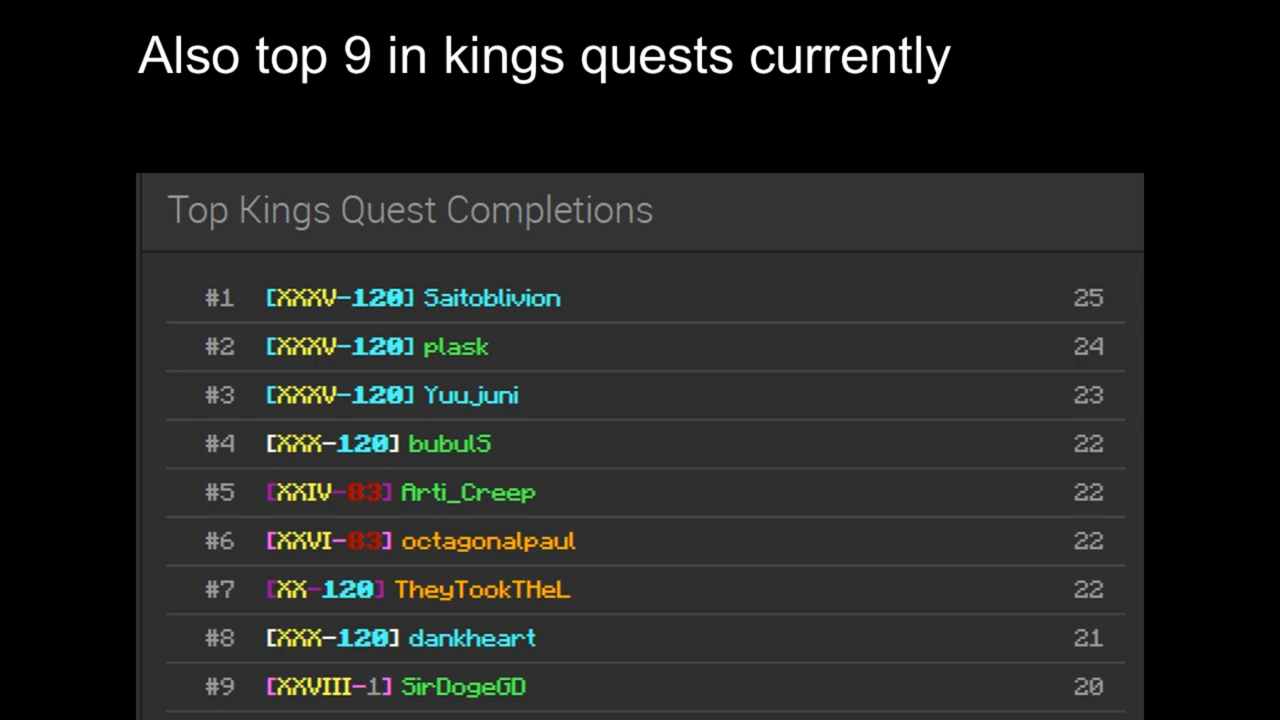 Also top 9 in kings quests currently
Top Kings Quest Completions
#1 [XXXV-120] Saitoblivion 25
#2 [XXXV-120] plask 24
#3 [XXXV-120] Yuujuni 23
#4 [XXX-120] bubulS 22
#5 [XXIV-83] Arti_Creep 22
#6 [XXVI-83] octagonalpaul 22
#7 [XX-120] TheyTookTHeL 22
#8 [XXX-120] dankheart 21
#9 [XXVIII-1] SirDogeGD 20